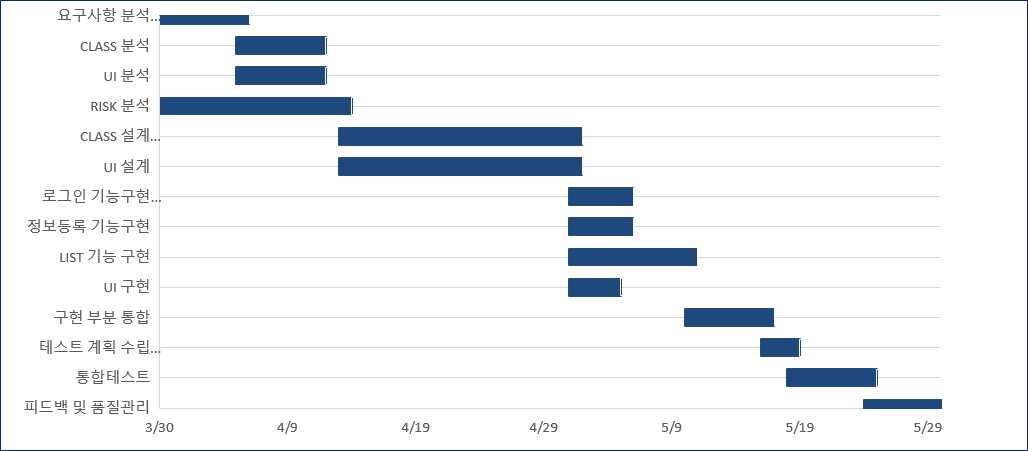 요구사항 분석...
CLASS 분석
UI 분석
RISK 분석
CLASS 설계...
UI 설계
로그인 기능구현...
정보등록 기능구현
LIST 기능 구현
UI 구현
구현 부분 통합
테스트 계획 수립...
통합테스트
피드백 및 품질관리
3/30 4/9 4/19 4/29 5/9 5/19 5/29